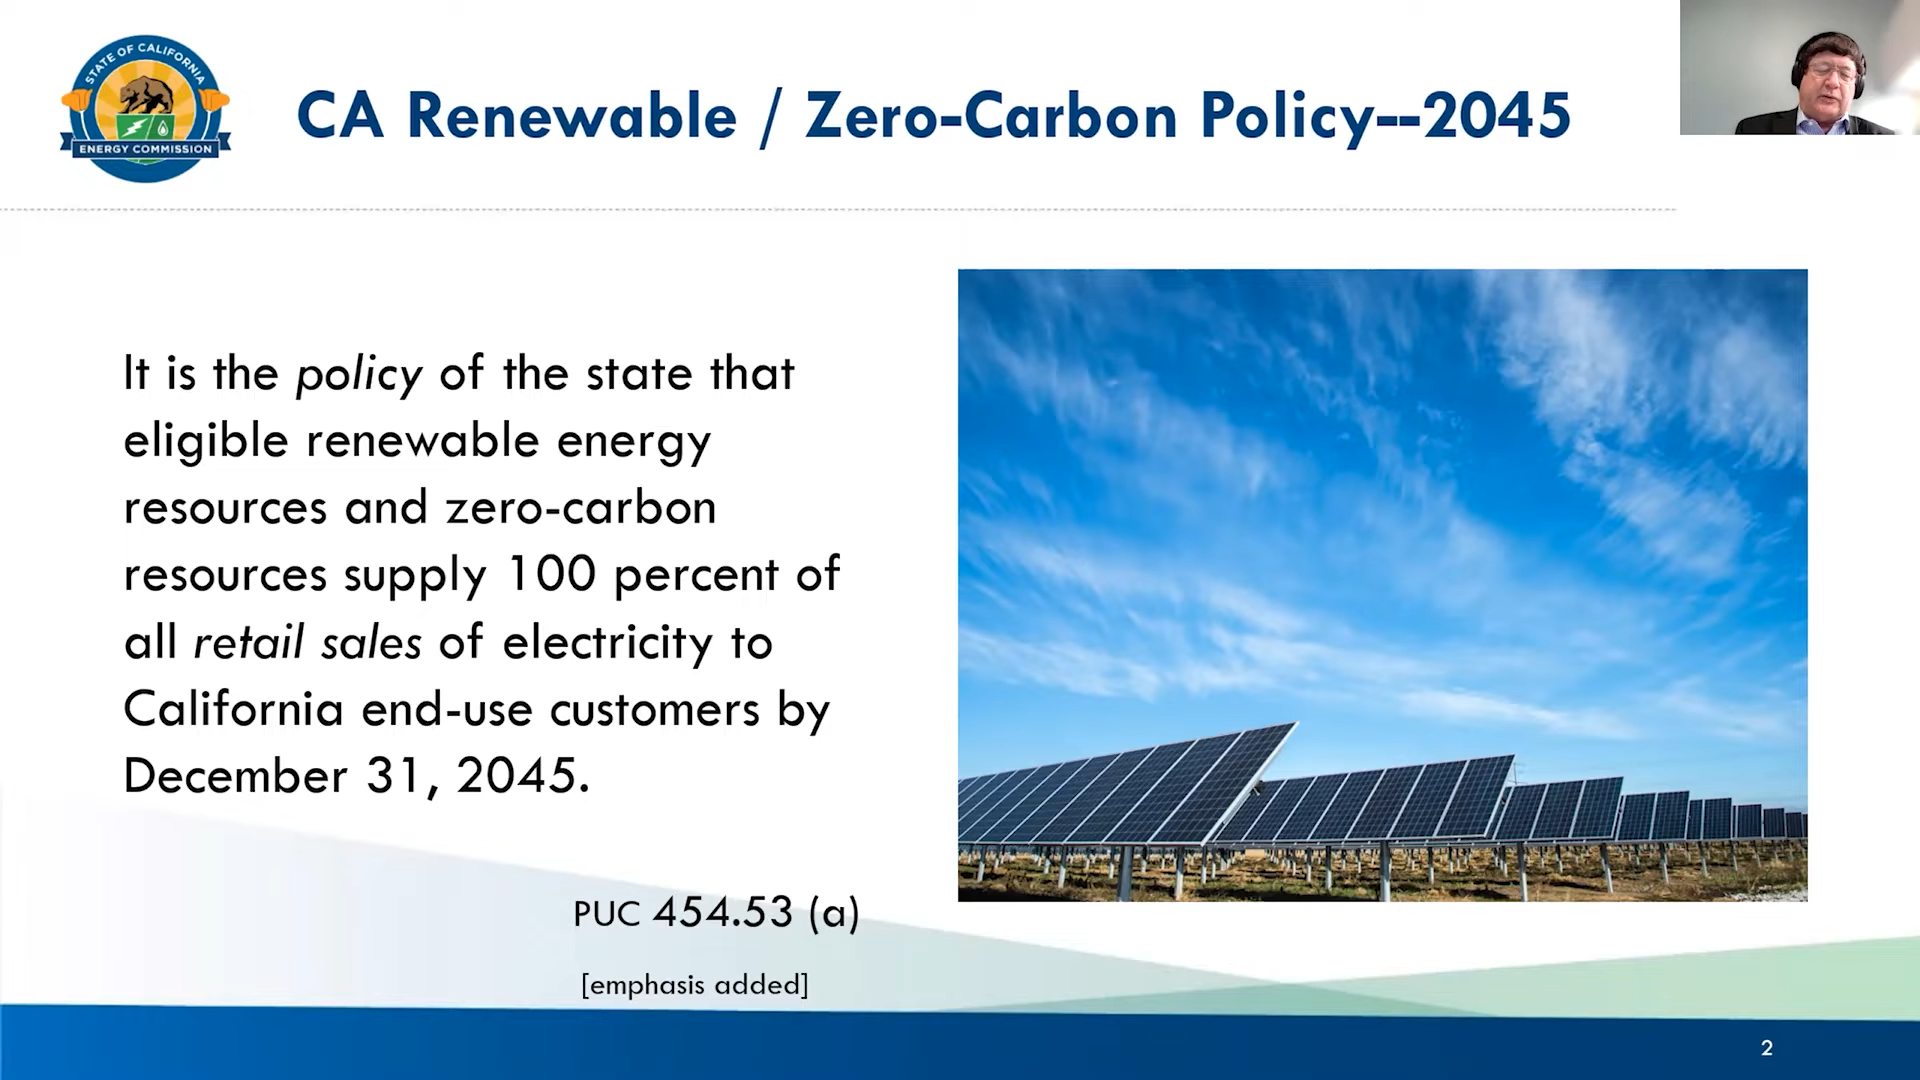 STATE OF CALIFORNIA
ENERGY COMMISSION
CA Renewable / Zero-Carbon Policy--2045
It is the policy of the state that
eligible renewable energy
resources and zero-carbon
resources supply 100 percent of
all retail sales of electricity to
California end-use customers by
December 31, 2045.
PUC 454.53 (a)
[emphasis added]
2